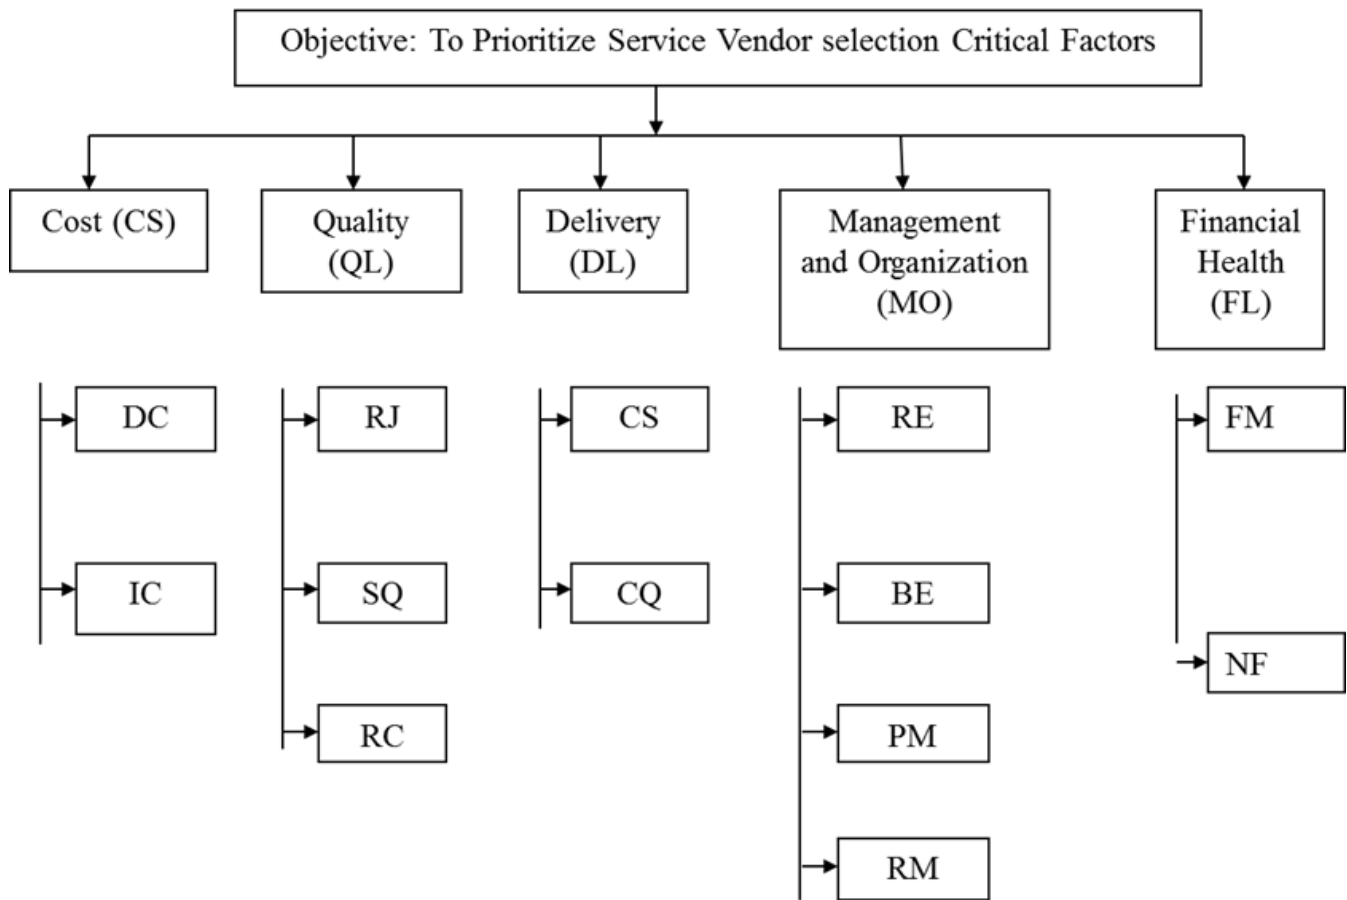 Objective: To Prioritize Service Vendor selection Critical Factors
Cost (CS)
Quality
(QL)
Delivery
(DL)
Management
and Organization
(MO)
Financial
Health
(FL)
DC
IC
RJ
SQ
RC
CS
CQ
RE
BE
PM
RM
FM
NF